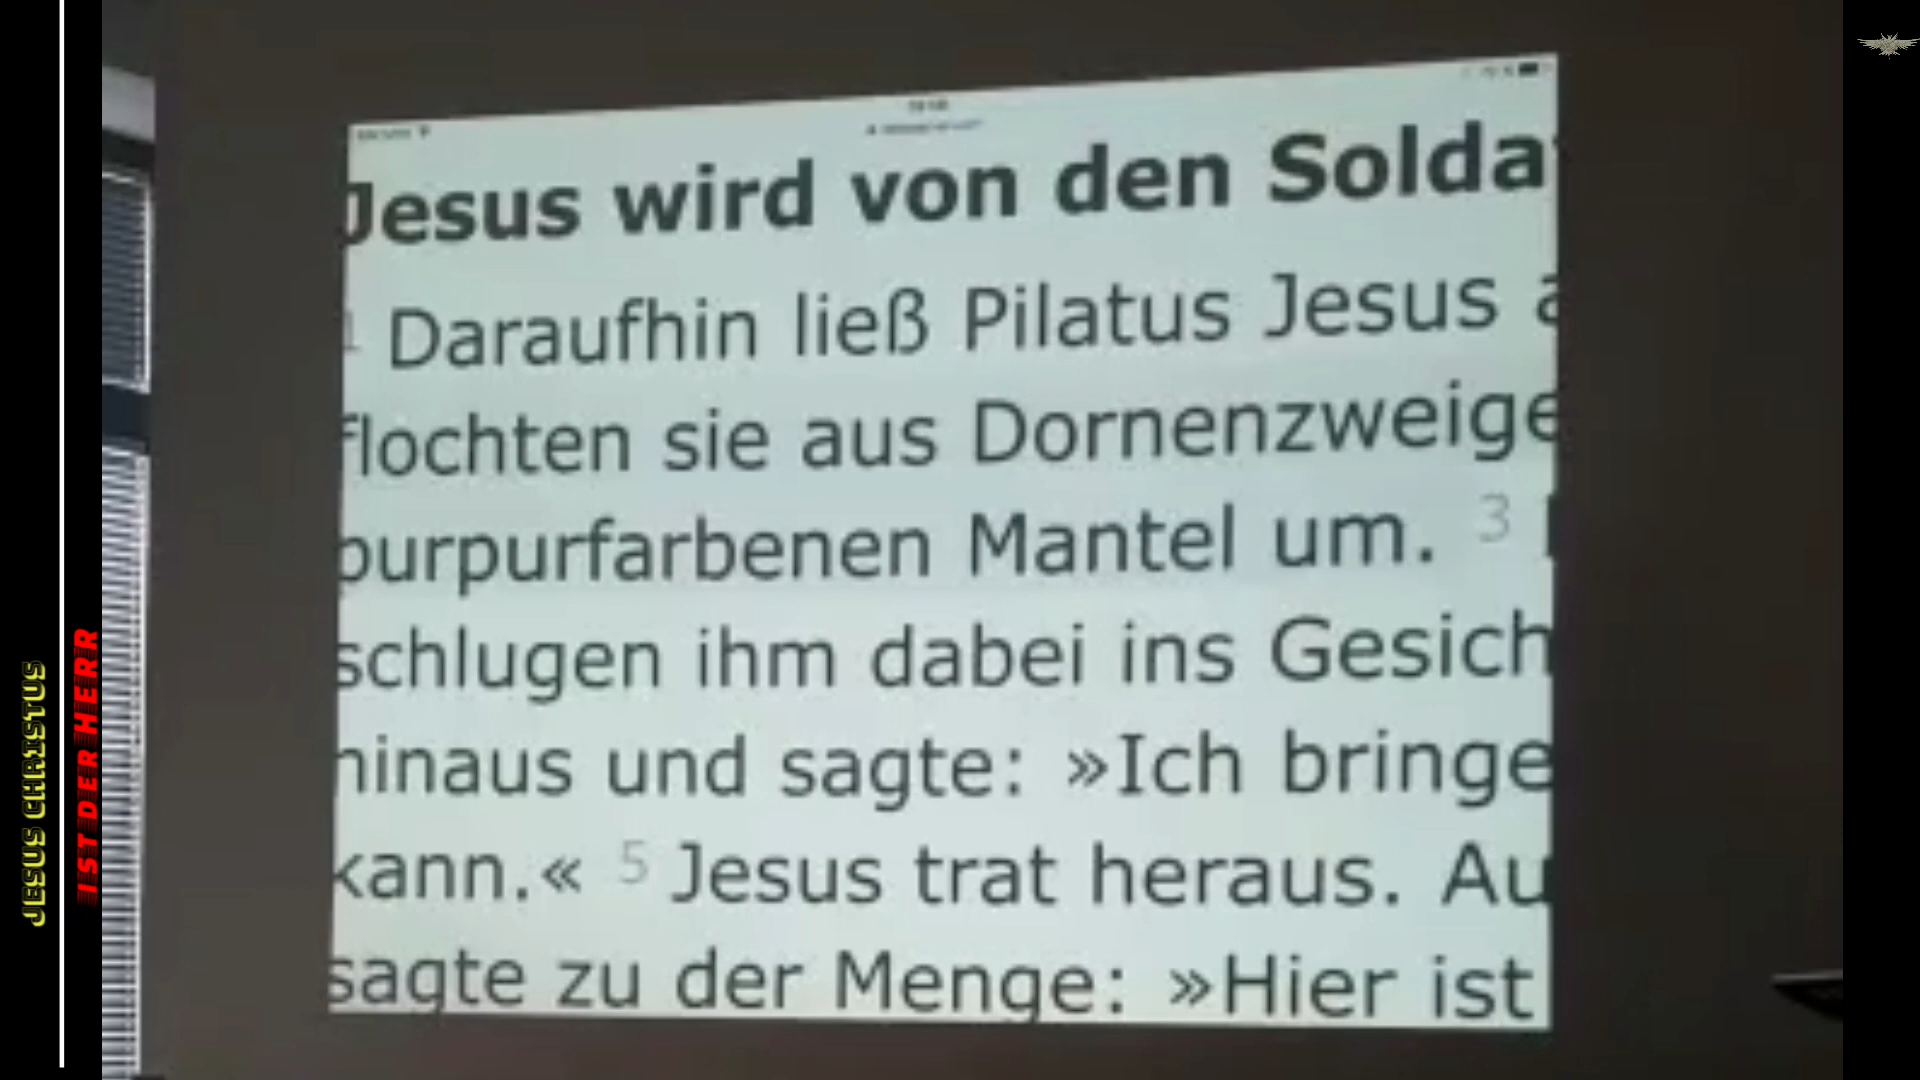 Jesus wird von den Solda
1 Daraufhin ließ Pilatus Jesus a
flochten sie aus Dornenzweige
purpurfarbenen Mantel um. 3
schlugen ihm dabei ins Gesich
hinaus und sagte: »Ich bringe
kann.« 5 Jesus trat heraus. Au
sagte zu der Menge: »Hier ist
JESUS CHRISTUS
IST DER HERR